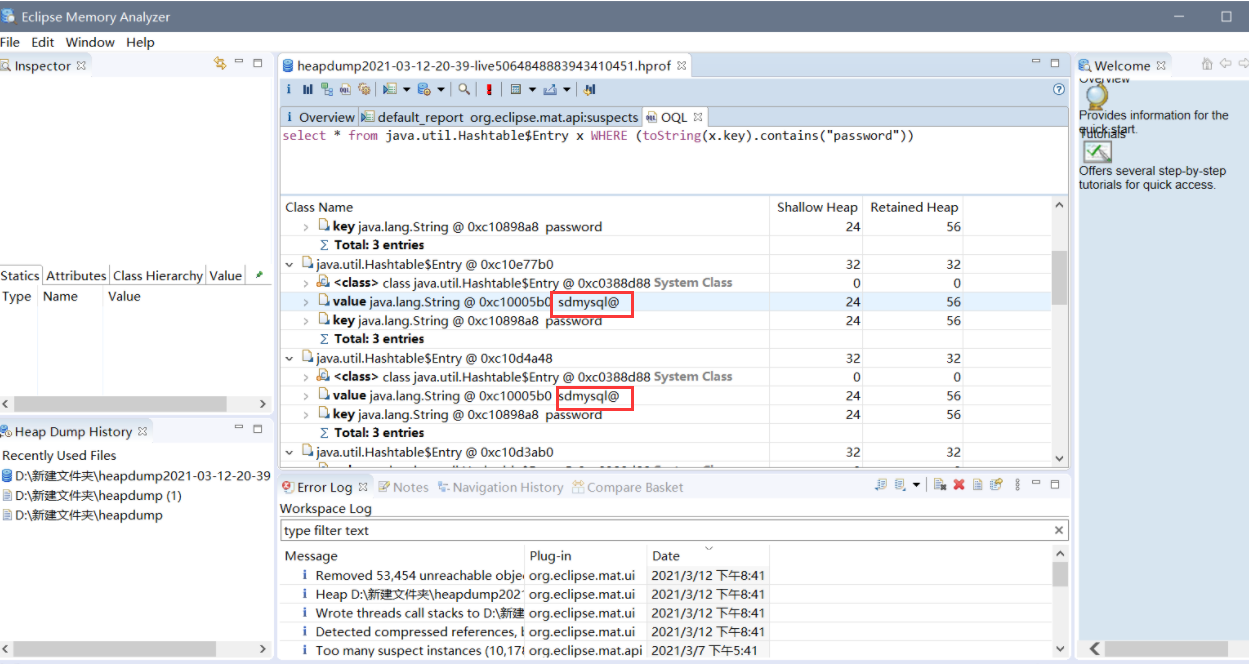 Eclipse Memory Analyzer
File Edit Window Help
Inspector
heapdump2021-03-12-20-39-live5064848883943410451.hprof
Welcome
i Overview default_report org.eclipse.mat.api:suspects OQL
select * from java.util.Hashtable$Entry x WHERE (toString(x.key).contains("password"))
Overview
Provides information for the quick start.
Tutorials
Offers several step-by-step tutorials for quick access.
Class Name Shallow Heap Retained Heap
key java.lang.String @ 0xc10898a8 password 24 56
Σ Total: 3 entries
java.util.Hashtable$Entry @ 0xc10e77b0 32 32
<class> class java.util.Hashtable$Entry @ 0xc0388d88 System Class 0 0
value java.lang.String @ 0xc10005b0 sdmysql@ 24 56
key java.lang.String @ 0xc10898a8 password 24 56
Σ Total: 3 entries
java.util.Hashtable$Entry @ 0xc10d4a48 32 32
<class> class java.util.Hashtable$Entry @ 0xc0388d88 System Class 0 0
value java.lang.String @ 0xc10005b0 sdmysql@ 24 56
key java.lang.String @ 0xc10898a8 password 24 56
Σ Total: 3 entries
java.util.Hashtable$Entry @ 0xc10d3ab0 32 32
Statics Attributes Class Hierarchy Value
Type Name Value
Heap Dump History
Recently Used Files
D:\新建文件夹\heapdump2021-03-12-20-39
D:\新建文件夹\heapdump (1)
D:\新建文件夹\heapdump
Error Log Notes Navigation History Compare Basket
Workspace Log
type filter text
Message Plug-in Date
i Removed 53,454 unreachable obje org.eclipse.mat.ui 2021/3/12 下午8:41
i Heap D:\新建文件夹\heapdump202 org.eclipse.mat.ui 2021/3/12 下午8:41
i Wrote threads call stacks to D:\新建 org.eclipse.mat.ui 2021/3/12 下午8:41
i Detected compressed references, org.eclipse.mat.ui 2021/3/12 下午8:41
i Too many suspect instances (10,178 org.eclipse.mat.api 2021/3/7 下午5:41